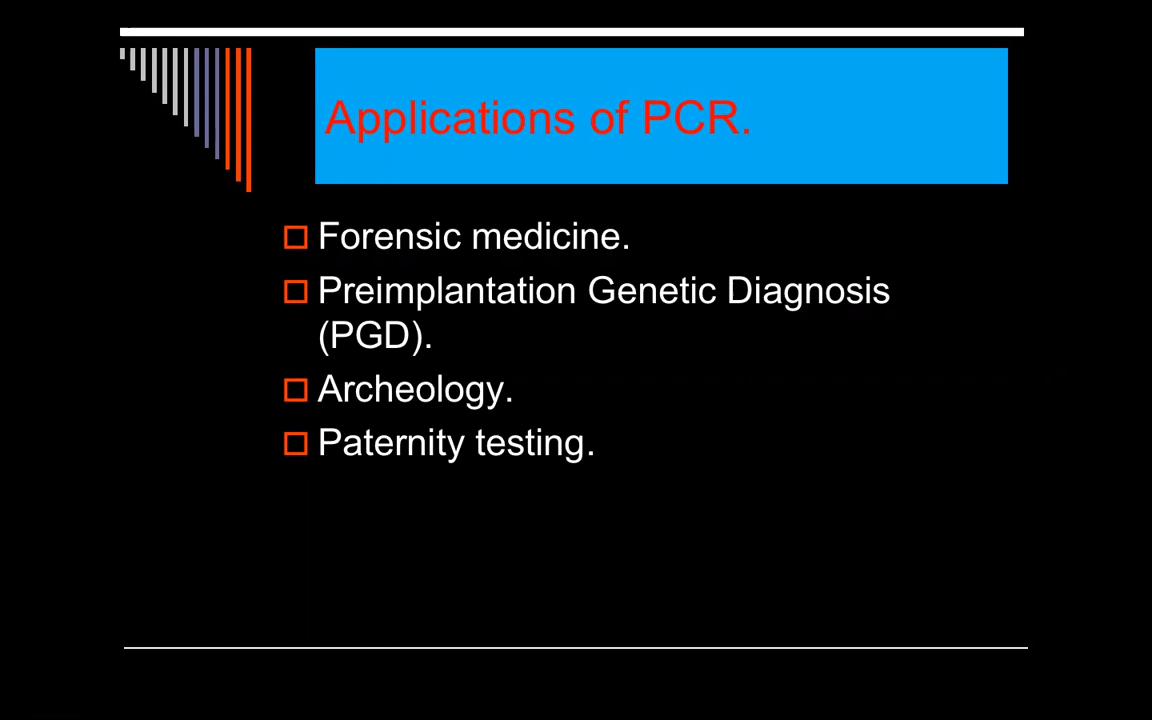 Applications of PCR.
Forensic medicine.
Preimplantation Genetic Diagnosis
(PGD).
Archeology.
Paternity testing.